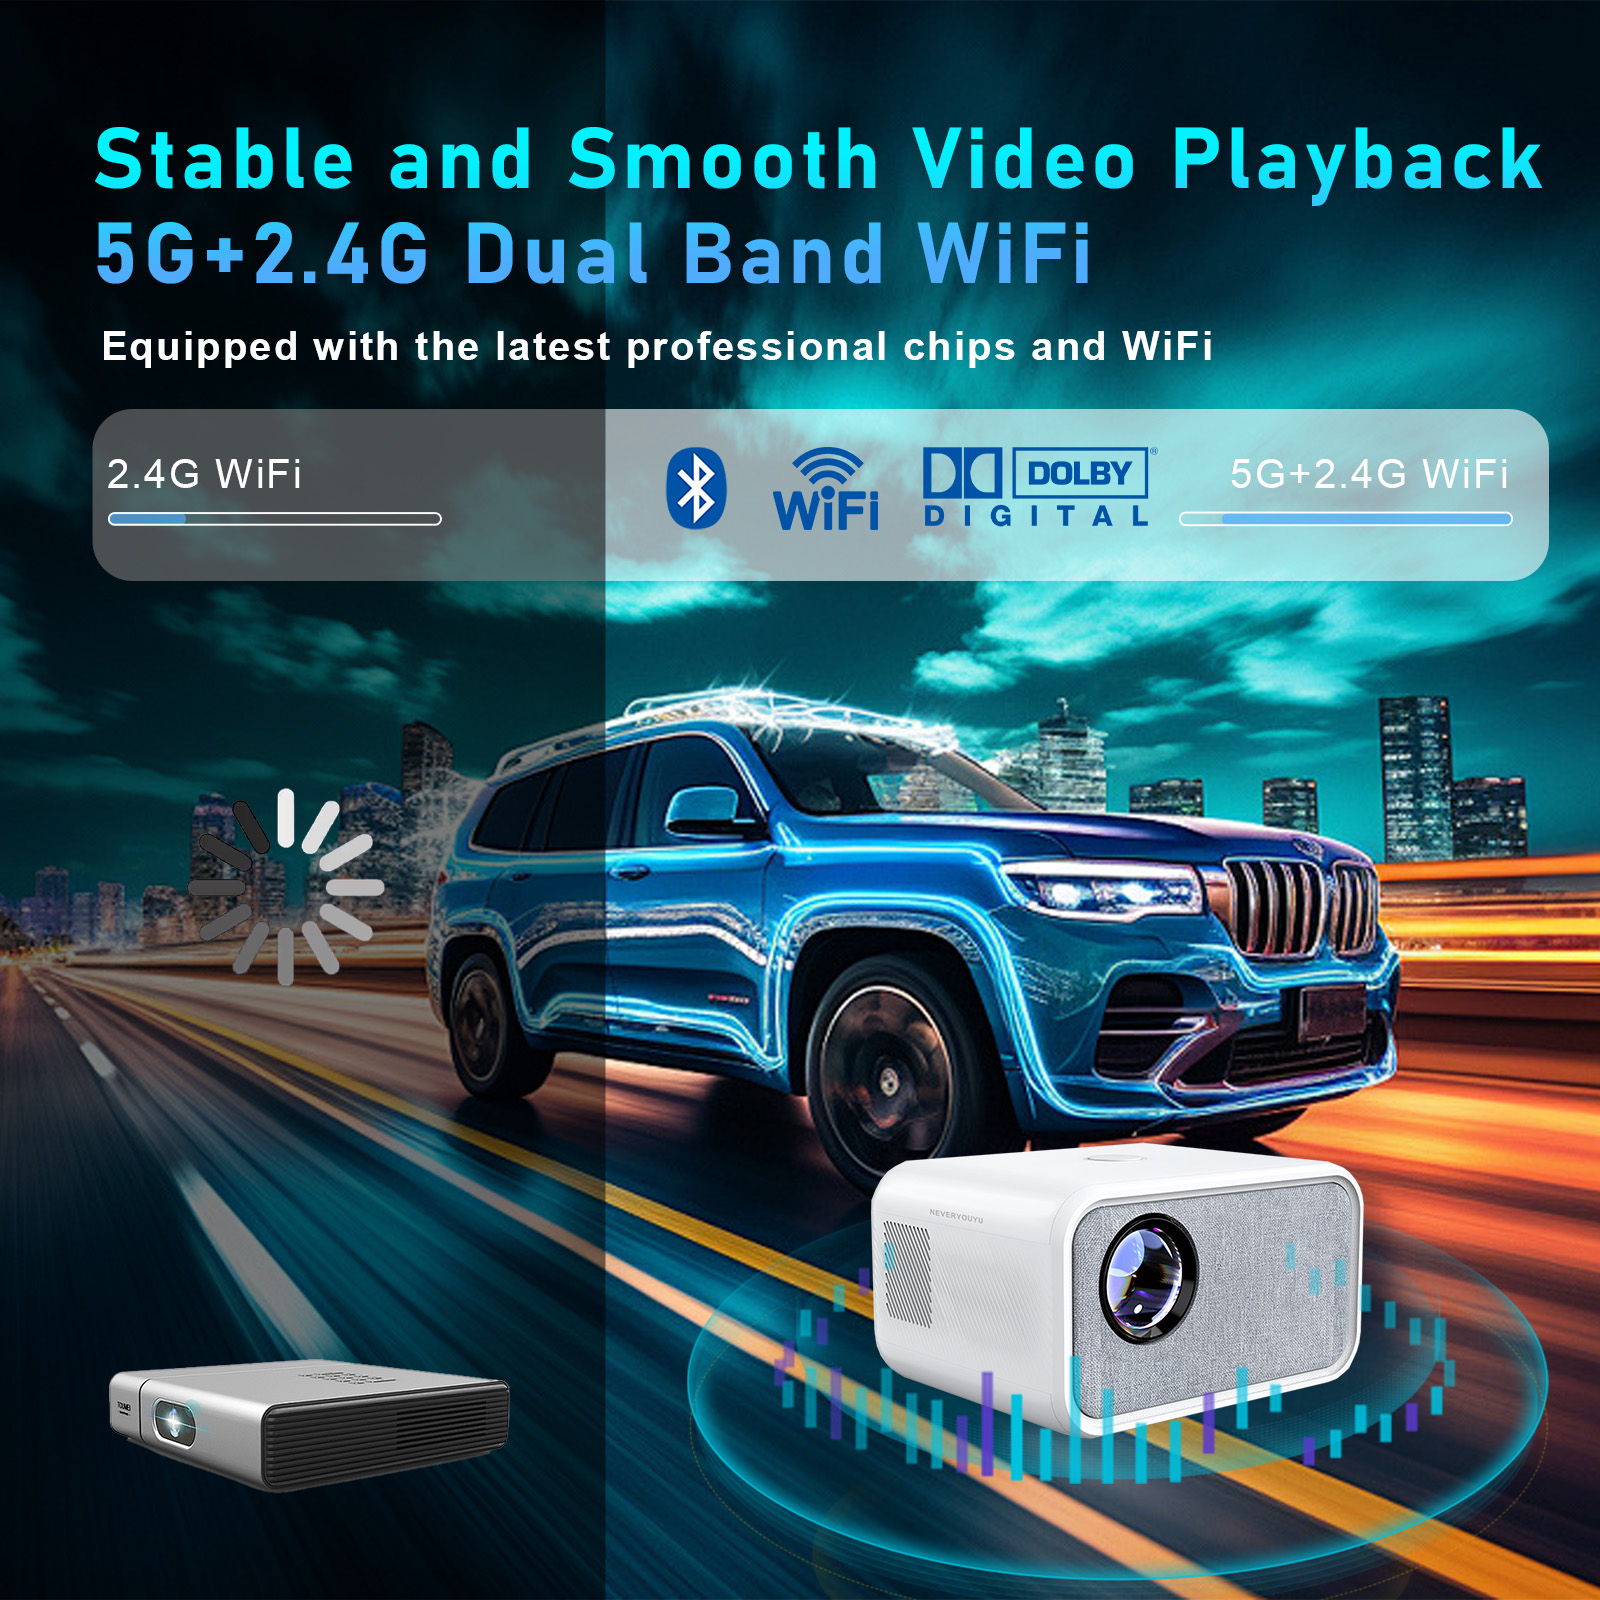 Stable and Smooth Video Playback
5G+2.4G Dual Band WiFi
Equipped with the latest professional chips and WiFi
2.4G WiFi
WiFi
DOLBY®
DIGITAL
5G+2.4G WiFi
NEVERYOUYU
TOUMEI